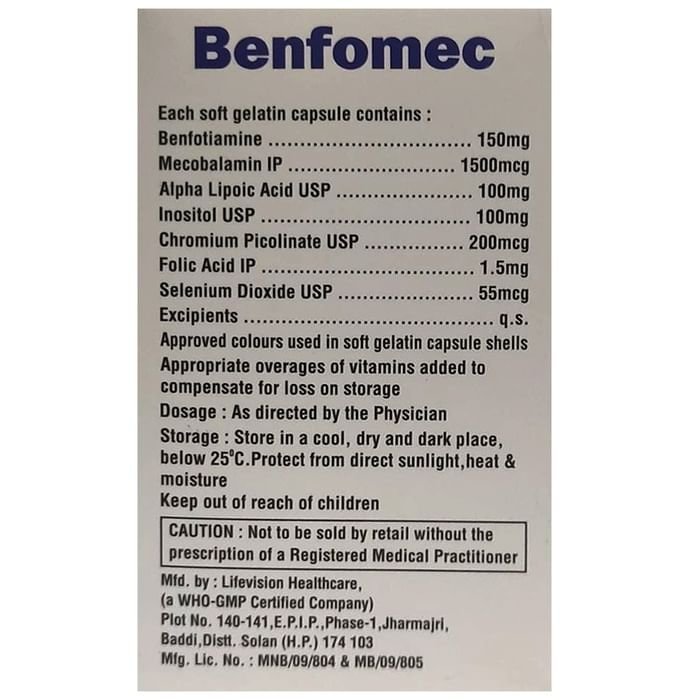 Benfomec
Each soft gelatin capsule contains :
Benfotiamine .................................. 150mg
Mecobalamin IP ............................ 1500mcg
Alpha Lipoic Acid USP ...................... 100mg
Inositol USP ................................... 100mg
Chromium Picolinate USP ................ 200mcg
Folic Acid IP ................................... 1.5mg
Selenium Dioxide USP ...................... 55mcg
Excipients ......................................... q.s.
Approved colours used in soft gelatin capsule shells
Appropriate overages of vitamins added to
compensate for loss on storage
Dosage : As directed by the Physician
Storage : Store in a cool, dry and dark place,
below 25⁰C.Protect from direct sunlight,heat &
moisture
Keep out of reach of children
CAUTION : Not to be sold by retail without the
prescription of a Registered Medical Practitioner
Mfd. by : Lifevision Healthcare,
(a WHO-GMP Certified Company)
Plot No. 140-141,E.P.I.P.,Phase-1,Jharmajri,
Baddi,Distt. Solan (H.P.) 174 103
Mfg. Lic. No. : MNB/09/804 & MB/09/805